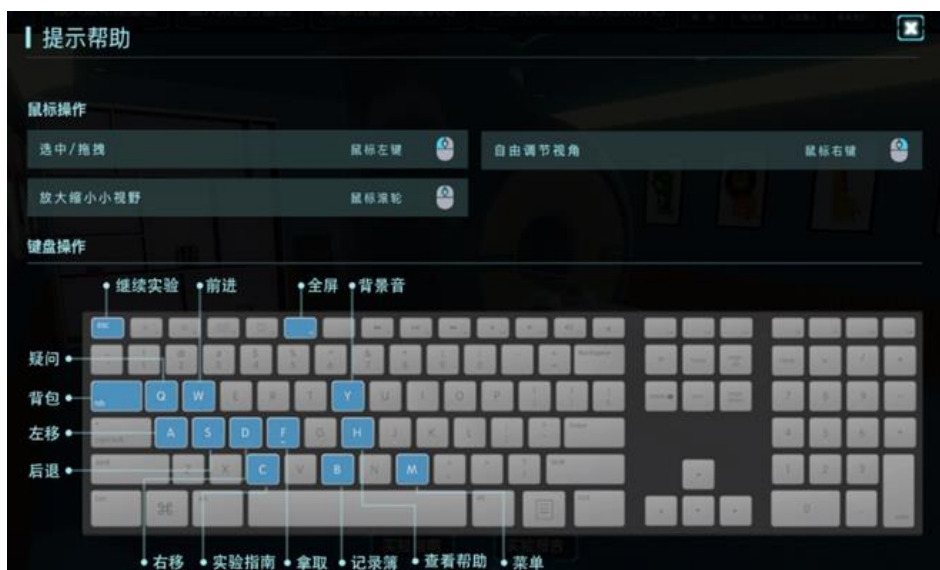 提示帮助
鼠标操作
选中/拖拽 鼠标左键
自由调节视角 鼠标右键
放大缩小小视野 鼠标滚轮
键盘操作
继续实验 前进 全屏 背景音
疑问
背包
左移
后退
ESC
Tab
Q W E R T Y U I O P
A S D F G H J K L
Z X C V B N M
右移 实验指南 拿取 记录簿 查看帮助 菜单